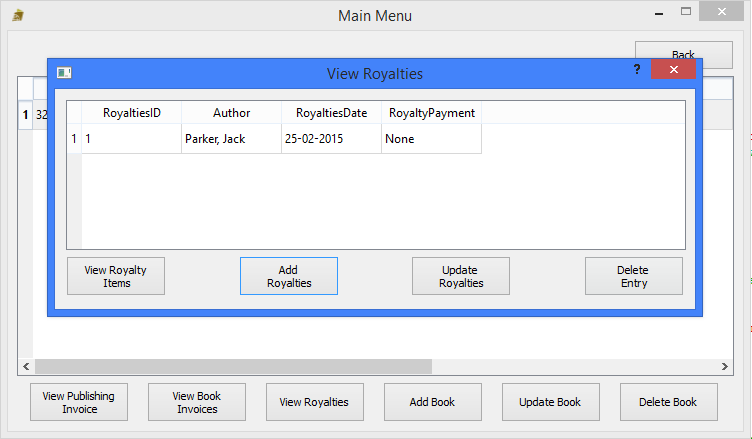 Main Menu
Back
View Royalties
?
RoyaltiesID Author RoyaltiesDate RoyaltyPayment
1 1 Parker, Jack 25-02-2015 None
1 32
View Royalty
Items
Add
Royalties
Update
Royalties
Delete
Entry
View Publishing
Invoice
View Book
Invoices
View Royalties
Add Book
Update Book
Delete Book